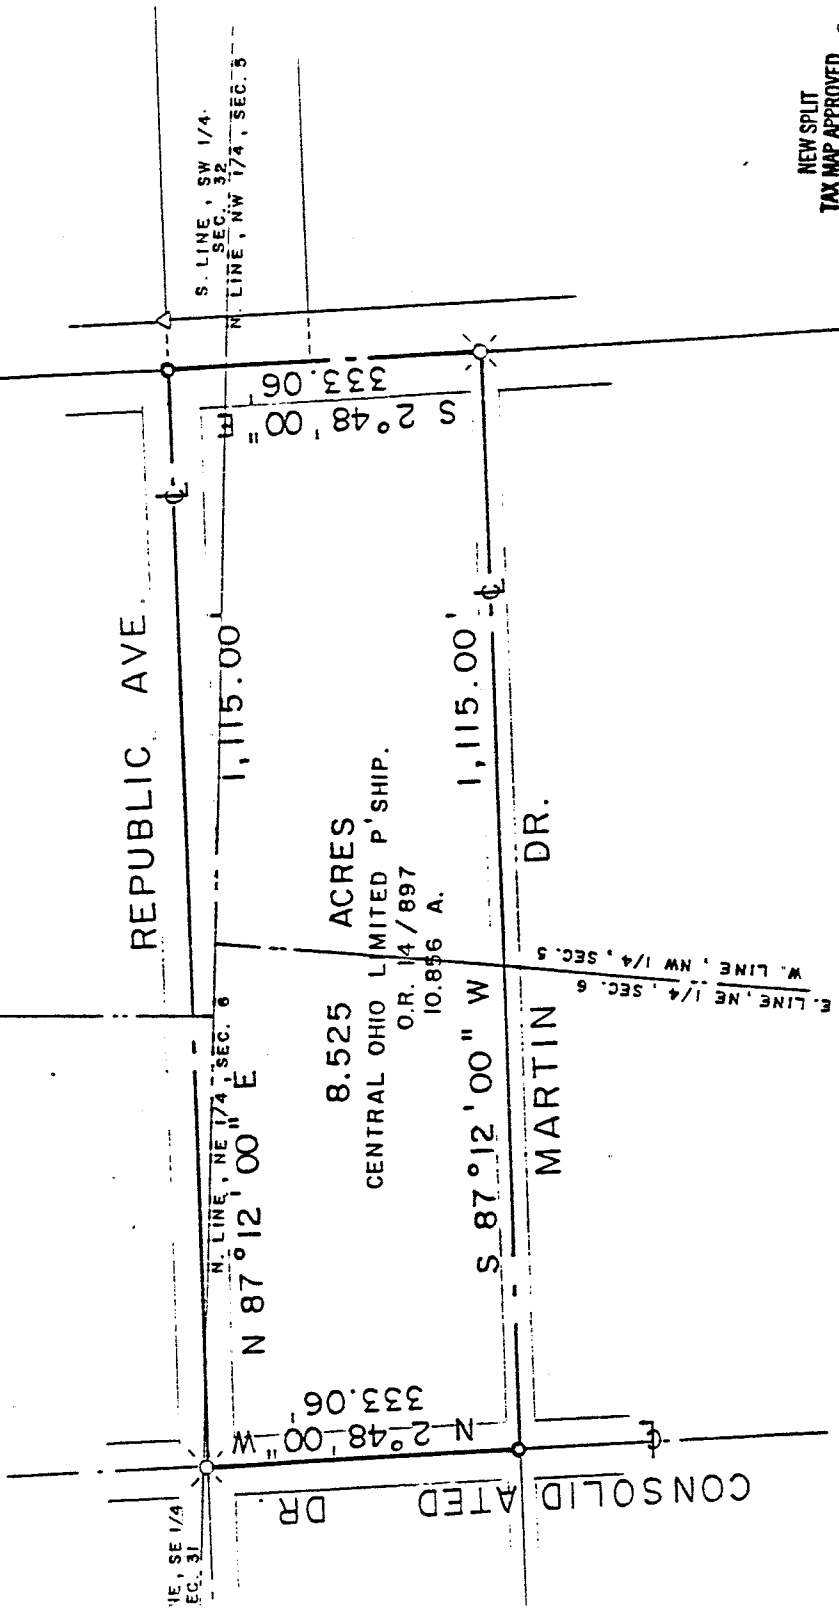 REPUBLIC AVE.
S. LINE, SW 1/4
SEC. 32
N. LINE, NW 1/4, SEC. 5
NEW SPLIT
TAX MAP APPROVED
N. LINE, NE 1/4, SEC. 6
N 87°12'00" E
1,115.00'
S 2°48'00" E
333.06'
8.525 ACRES
CENTRAL OHIO LIMITED P'SHIP.
O.R. 14/897
10.856 A.
S 87°12'00" W
1,115.00'
MARTIN DR.
E. LINE, NE 1/4, SEC. 6
W. LINE, NW 1/4, SEC. 5
N 2°48'00" W
333.06'
CONSOLIDATED DR.
SE 1/4
31